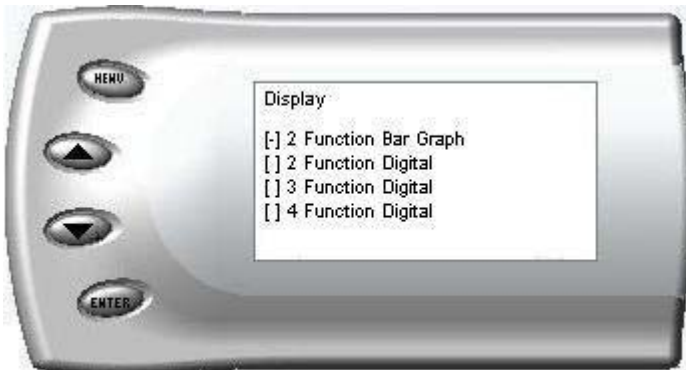 MENU
Display
[-] 2 Function Bar Graph
[ ] 2 Function Digital
[ ] 3 Function Digital
[ ] 4 Function Digital
ENTER